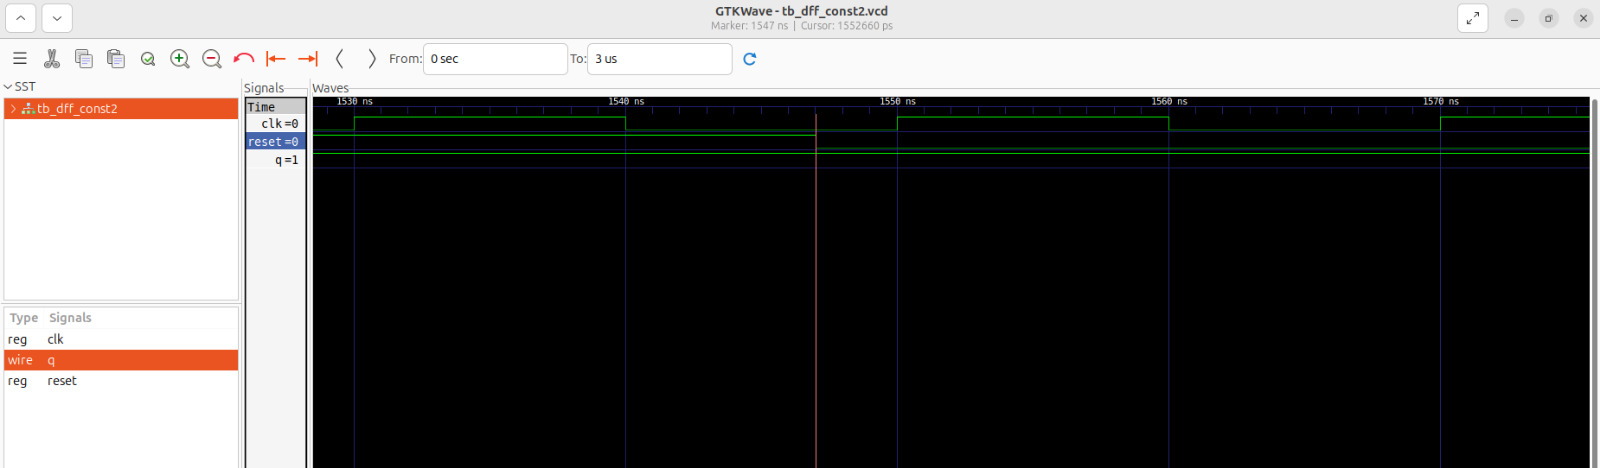 GTKWave - tb_dff_const2.vcd
Marker: 1547 ns | Cursor: 1552660 ps
From: 0 sec To: 3 us
SST
tb_dff_const2
Type Signals
reg clk
wire q
reg reset
Signals
Time
clk=0
reset=0
q=1
Waves
1530 ns 1540 ns 1550 ns 1560 ns 1570 ns